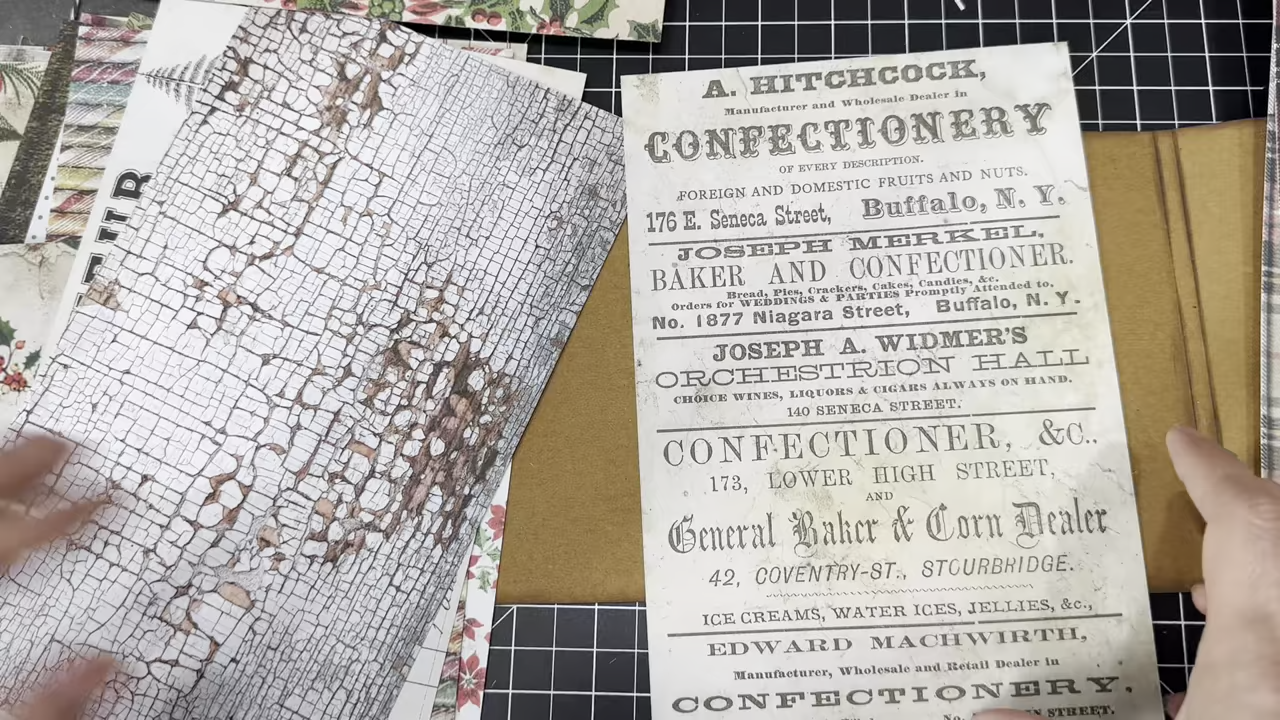 A. HITCHCOCK,
Manufacturer and Wholesale Dealer in
CONFECTIONERY
OF EVERY DESCRIPTION.
FOREIGN AND DOMESTIC FRUITS AND NUTS.
176 E. Seneca Street, Buffalo, N. Y.
JOSEPH MERKEL,
BAKER AND CONFECTIONER.
Bread, Pies, Crackers, Cakes, Candies, &c.
Orders for WEDDINGS & PARTIES Promptly Attended to.
No. 1877 Niagara Street, Buffalo, N. Y.
JOSEPH A. WIDMER'S
ORCHESTRION HALL
CHOICE WINES, LIQUORS & CIGARS ALWAYS ON HAND.
140 SENECA STREET.
CONFECTIONER, &c.,
173, LOWER HIGH STREET,
AND
General Baker & Corn Dealer
42, COVENTRY-ST., STOURBRIDGE.
ICE CREAMS, WATER ICES, JELLIES, &c.,
EDWARD MACHWIRTH,
Manufacturer, Wholesale and Retail Dealer in
CONFECTIONERY,
No. STREET.